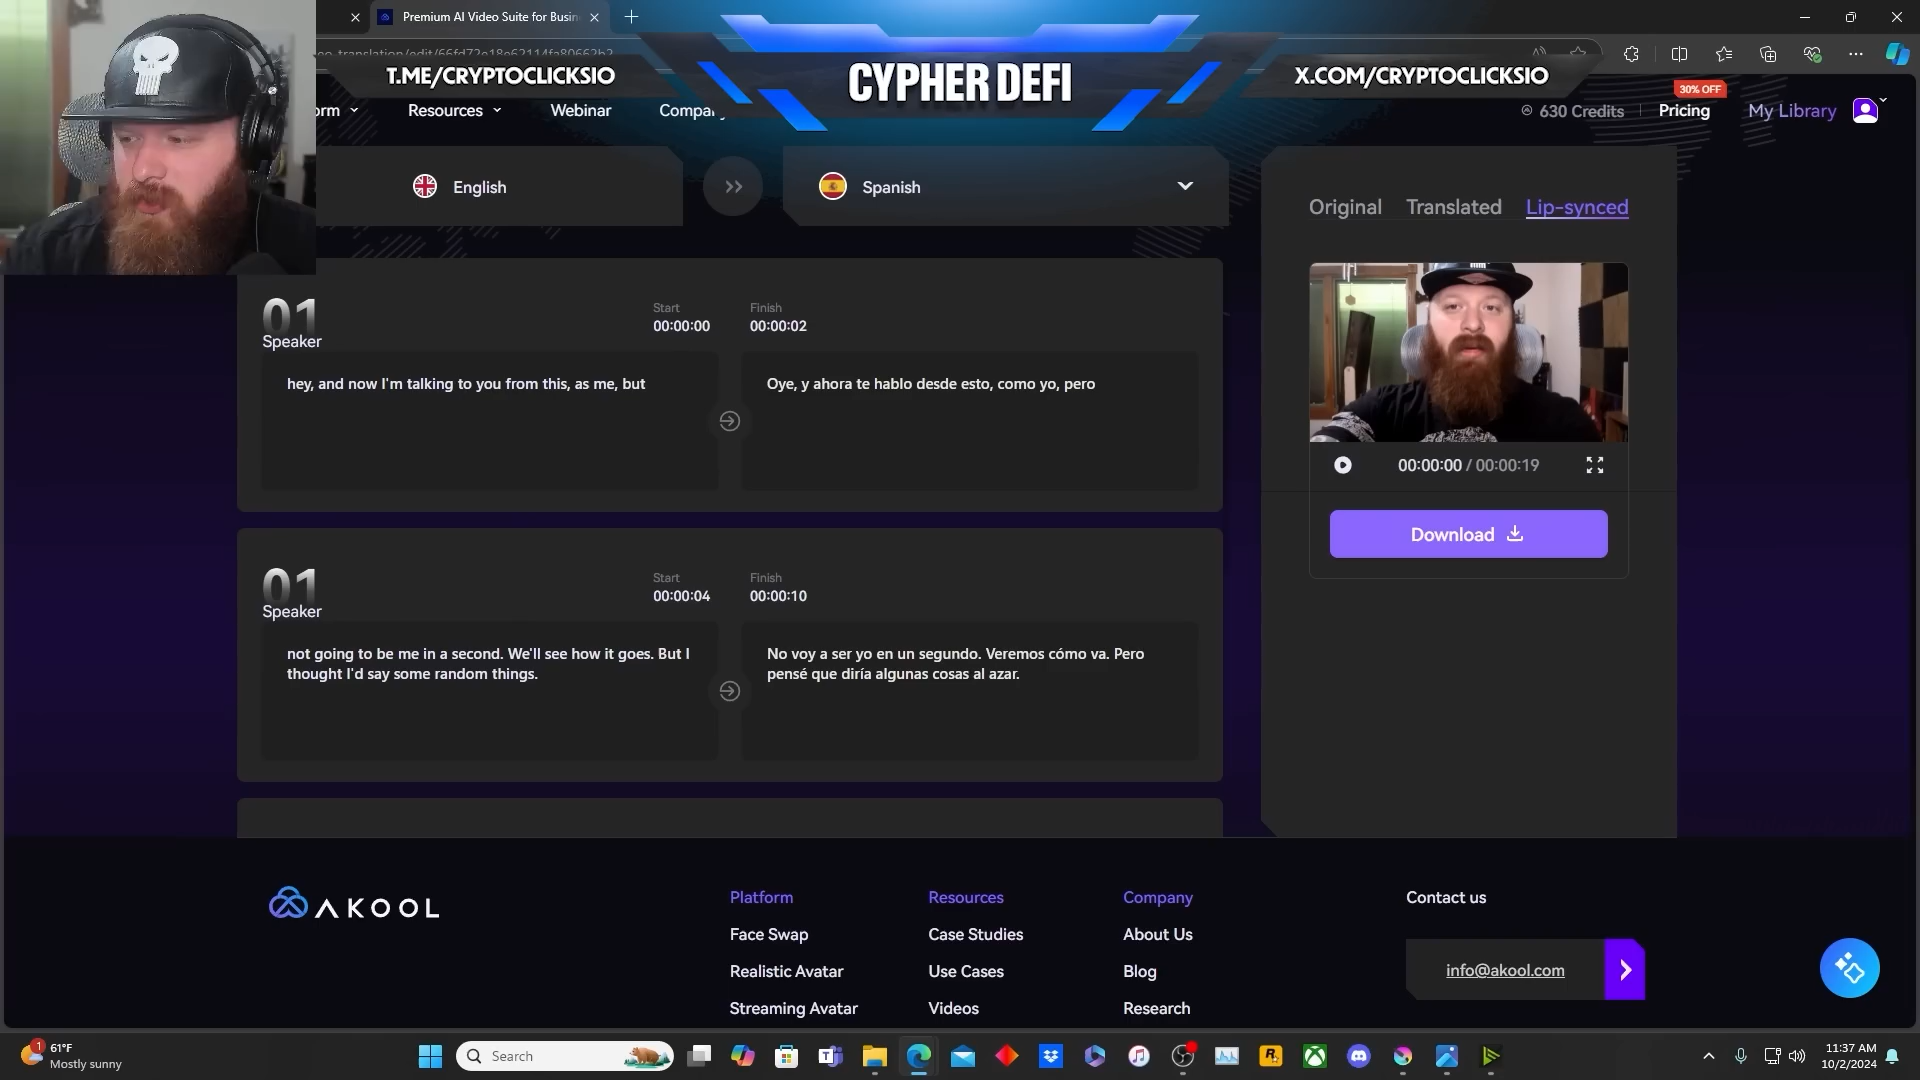 Premium AI Video Suite for Busin
T.ME/CRYPTOCLICKSIO
CYPHER DEFI
X.COM/CRYPTOCLICKSIO
30% OFF
Resources
Webinar
630 Credits
Pricing
My Library
English
Spanish
Original
Translated
Lip-synced
01
Speaker
Start
00:00:00
Finish
00:00:02
hey, and now I'm talking to you from this, as me, but
Oye, y ahora te hablo desde esto, como yo, pero
00:00:00 / 00:00:19
Download
01
Speaker
Start
00:00:04
Finish
00:00:10
not going to be me in a second. We'll see how it goes. But I
thought I'd say some random things.
No voy a ser yo en un segundo. Veremos cómo va. Pero
pensé que diría algunas cosas al azar.
AKOOL
Platform
Face Swap
Realistic Avatar
Streaming Avatar
Resources
Case Studies
Use Cases
Videos
Company
About Us
Blog
Research
Contact us
info@akool.com
1
61°F
Mostly sunny
Search
11:37 AM
10/2/2024